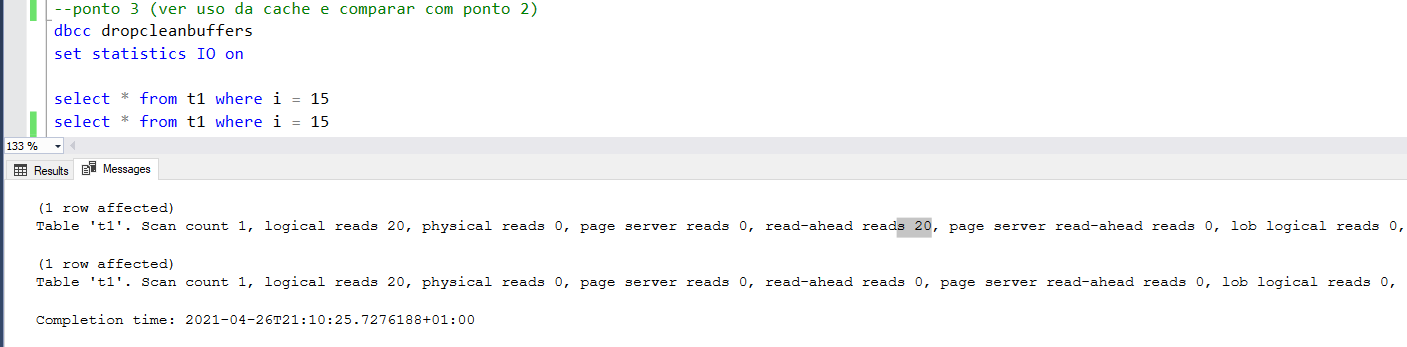 --ponto 3 (ver uso da cache e comparar com ponto 2)
dbcc dropcleanbuffers
set statistics IO on
select * from t1 where i = 15
select * from t1 where i = 15
133 %
Results Messages
(1 row affected)
Table 't1'. Scan count 1, logical reads 20, physical reads 0, page server reads 0, read-ahead reads 20, page server read-ahead reads 0, lob logical reads 0,
(1 row affected)
Table 't1'. Scan count 1, logical reads 20, physical reads 0, page server reads 0, read-ahead reads 0, page server read-ahead reads 0, lob logical reads 0,
Completion time: 2021-04-26T21:10:25.7276188+01:00